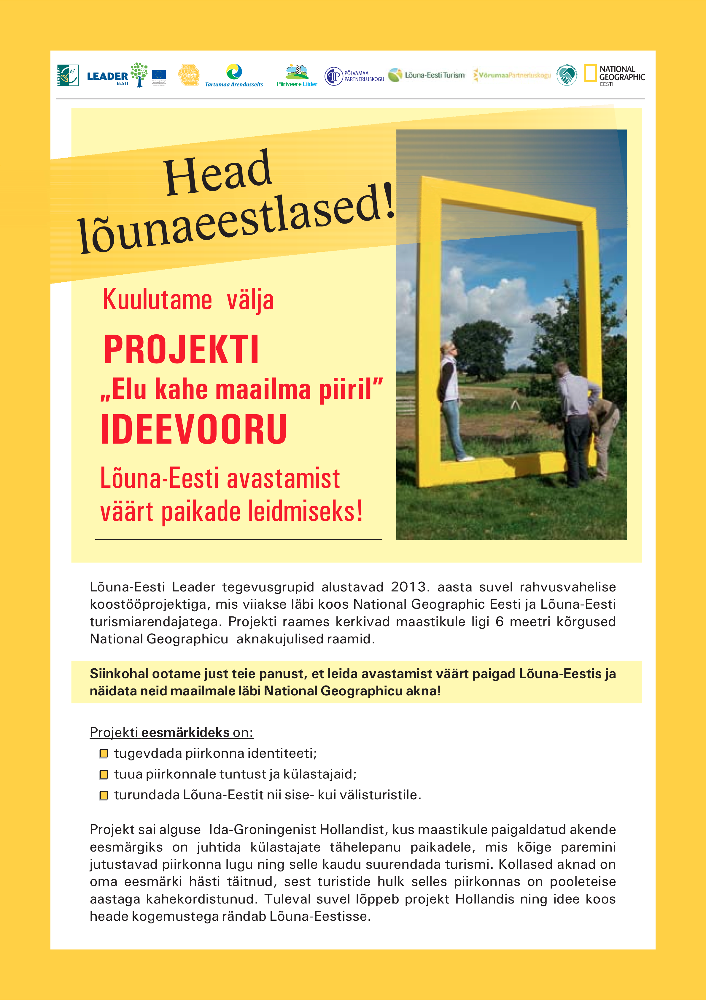 LEADER+
LEADER
EESTI
WEL
COME
TO EST
ONIA
Tartumaa Arendusselts
Piiriveere Liider
PÕLVAMAA
PARTNERLUSKOGU
Lõuna-Eesti Turism
VõrumaaPartnerluskogu
NATIONAL
GEOGRAPHIC
EESTI
Head
lõunaeestlased!
Kuulutame välja
PROJEKTI
„Elu kahe maailma piiril”
IDEEVOORU
Lõuna-Eesti avastamist
väärt paikade leidmiseks!
Lõuna-Eesti Leader tegevusgrupid alustavad 2013. aasta suvel rahvusvahelise
koostööprojektiga, mis viiakse läbi koos National Geographic Eesti ja Lõuna-Eesti
turismiarendajatega. Projekti raames kerkivad maastikule ligi 6 meetri kõrgused
National Geographicu aknakujulised raamid.
Siinkohal ootame just teie panust, et leida avastamist väärt paigad Lõuna-Eestis ja
näidata neid maailmale läbi National Geographicu akna!
Projekti eesmärkideks on:
tugevdada piirkonna identiteeti;
tuua piirkonnale tuntust ja külastajaid;
turundada Lõuna-Eestit nii sise- kui välisturistile.
Projekt sai alguse Ida-Groningenist Hollandist, kus maastikule paigaldatud akende
eesmärgiks on juhtida külastajate tähelepanu paikadele, mis kõige paremini
jutustavad piirkonna lugu ning selle kaudu suurendada turismi. Kollased aknad on
oma eesmärki hästi täitnud, sest turistide hulk selles piirkonnas on pooleteise
aastaga kahekordistunud. Tuleval suvel lõppeb projekt Hollandis ning idee koos
heade kogemustega rändab Lõuna-Eestisse.